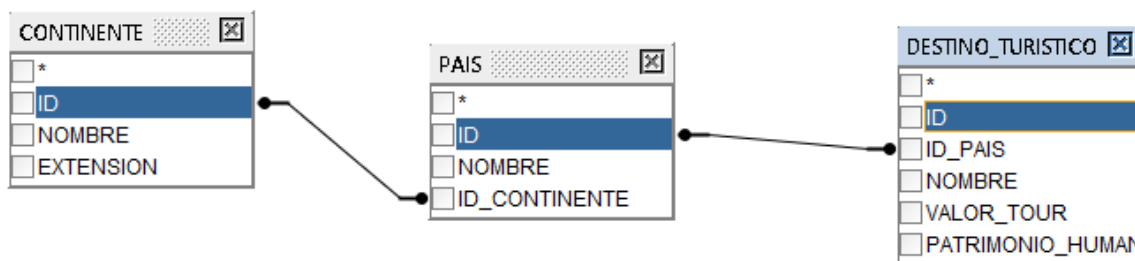 CONTINENTE
*
ID
NOMBRE
EXTENSION
PAIS
*
ID
NOMBRE
ID_CONTINENTE
DESTINO_TURISTICO
*
ID
ID_PAIS
NOMBRE
VALOR_TOUR
PATRIMONIO_HUMAN